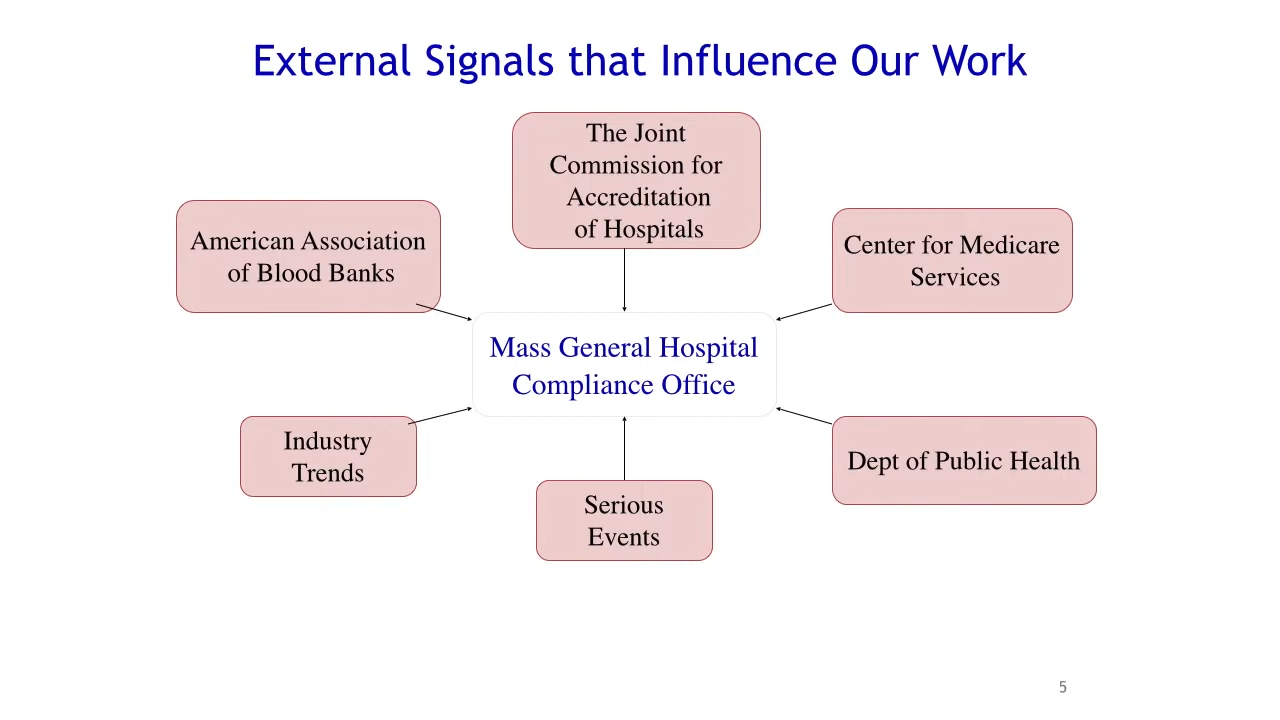 External Signals that Influence Our Work
The Joint
Commission for
Accreditation
of Hospitals
American Association
of Blood Banks
Center for Medicare
Services
Mass General Hospital
Compliance Office
Industry
Trends
Dept of Public Health
Serious
Events
5